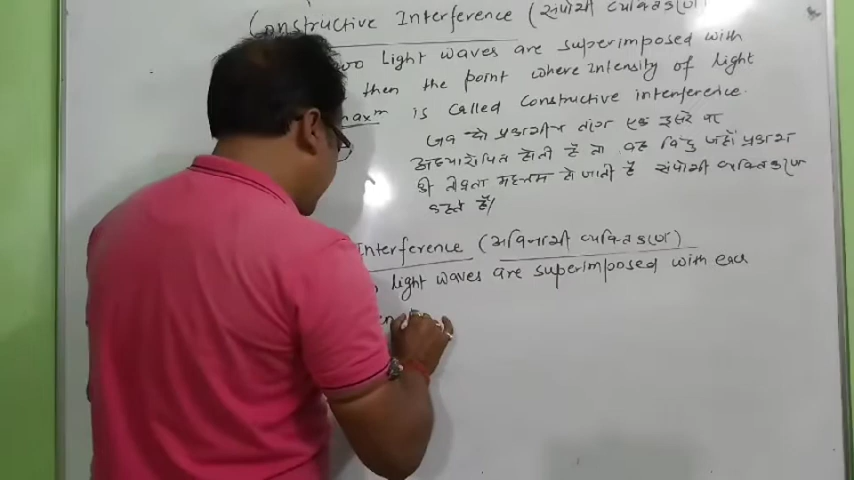 Constructive Interference (संपोषी व्यतिकरण)
two Light waves are superimposed with
then the point where intensity of light
max^m is called constructive interference.
जब दो प्रकाशीय तरंग एक दूसरे पर
अध्यारोपित होती हैं तो वह बिंदु जहाँ प्रकाश
की तीव्रता महत्तम हो जाती है संपोषी व्यतिकरण
कहते हैं।
Interference (अविनाशी व्यतिकरण)
light waves are superimposed with each